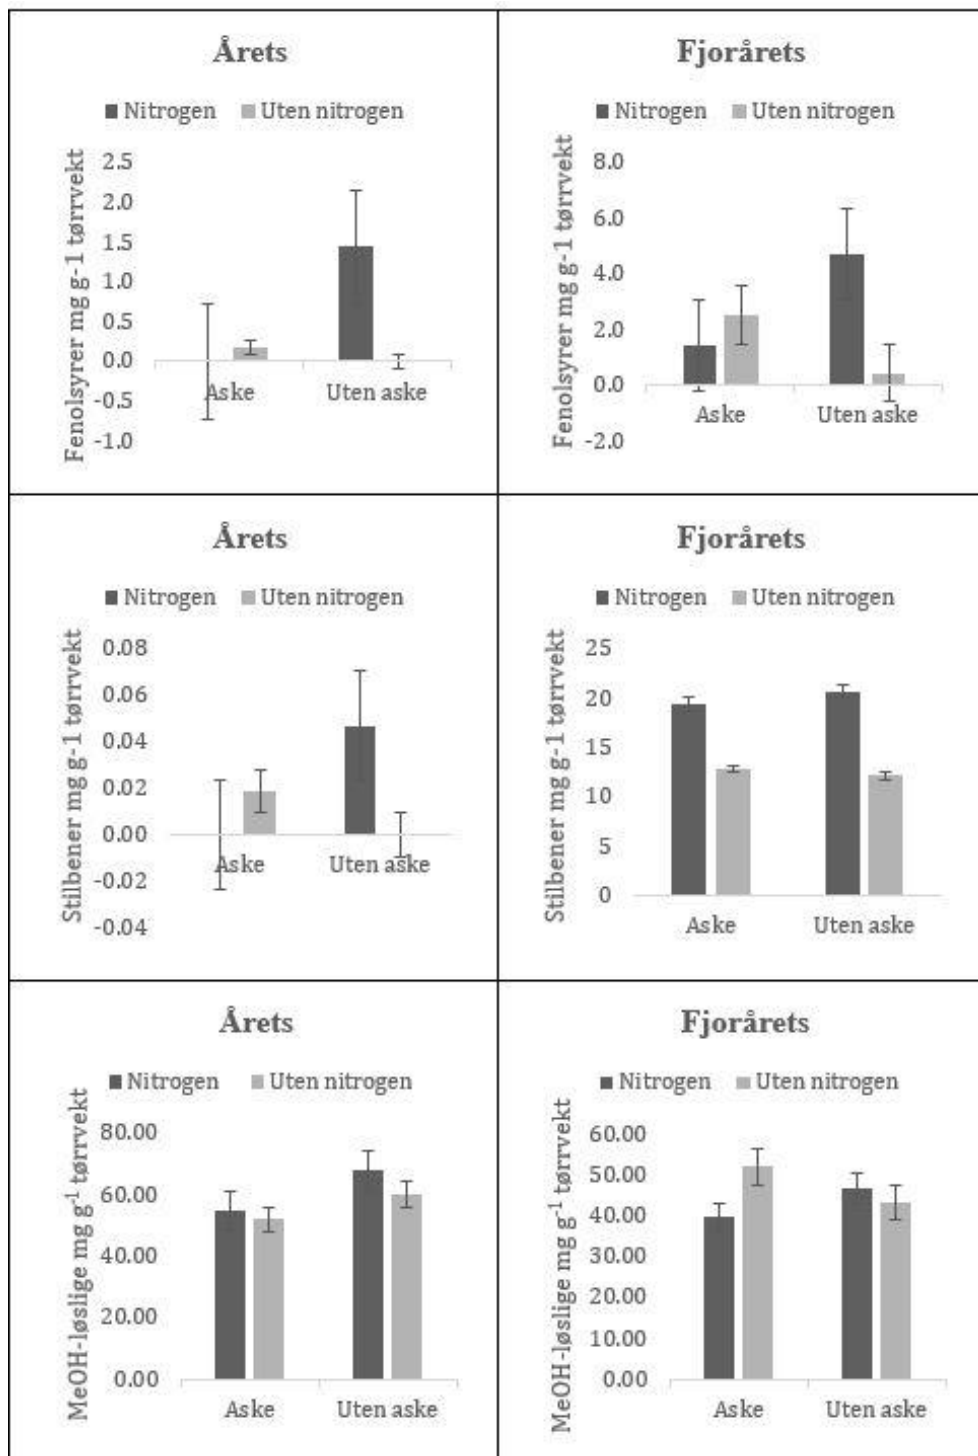 Årets
Nitrogen Uten nitrogen
Fenolsyrer mg g-1 tørrvekt
2.5
2.0
1.5
1.0
0.5
0.0
-0.5
-1.0
Aske Uten aske
Fjorårets
Nitrogen Uten nitrogen
Fenolsyrer mg g-1 tørrvekt
8.0
6.0
4.0
2.0
0.0
-2.0
Aske Uten aske
Årets
Nitrogen Uten nitrogen
Stilbener mg g-1 tørrvekt
0.08
0.06
0.04
0.02
0.00
-0.02
-0.04
Aske Uten aske
Fjorårets
Nitrogen Uten nitrogen
Stilbener mg g-1 tørrvekt
25
20
15
10
5
0
Aske Uten aske
Årets
Nitrogen Uten nitrogen
MeOH-løslige mg g⁻¹ tørrvekt
80.00
60.00
40.00
20.00
0.00
Aske Uten aske
Fjorårets
Nitrogen Uten nitrogen
MeOH-løslige mg g⁻¹ tørrvekt
60.00
50.00
40.00
30.00
20.00
10.00
0.00
Aske Uten aske